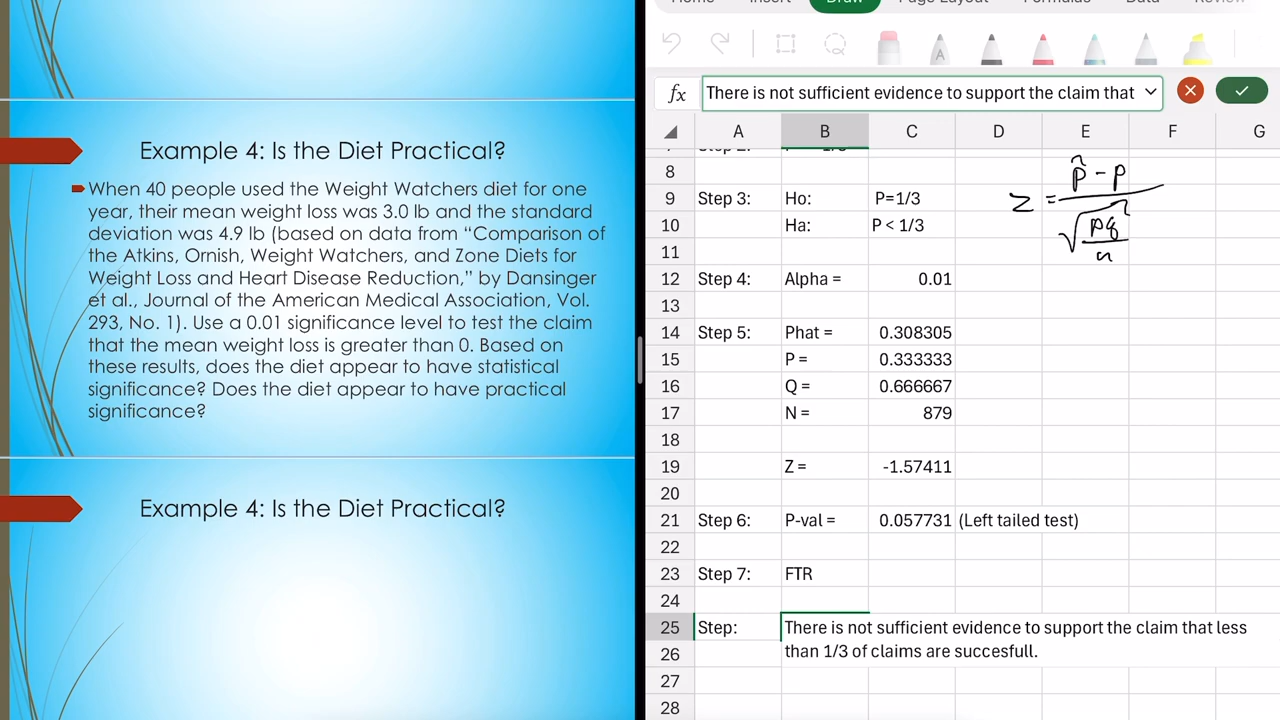 Example 4: Is the Diet Practical?
When 40 people used the Weight Watchers diet for one
year, their mean weight loss was 3.0 lb and the standard
deviation was 4.9 lb (based on data from “Comparison of
the Atkins, Ornish, Weight Watchers, and Zone Diets for
Weight Loss and Heart Disease Reduction,” by Dansinger
et al., Journal of the American Medical Association, Vol.
293, No. 1). Use a 0.01 significance level to test the claim
that the mean weight loss is greater than 0. Based on
these results, does the diet appear to have statistical
significance? Does the diet appear to have practical
significance?
Example 4: Is the Diet Practical?
Home Insert Draw Page Layout Formulas Data Review
A
fx There is not sufficient evidence to support the claim that
A B C D E F G
8
9 Step 3: Ho: P=1/3
10 Ha: P < 1/3
11
12 Step 4: Alpha = 0.01
13
14 Step 5: Phat = 0.308305
15 P = 0.333333
16 Q = 0.666667
17 N = 879
18
19 Z = -1.57411
20
21 Step 6: P-val = 0.057731 (Left tailed test)
22
23 Step 7: FTR
24
25 Step: There is not sufficient evidence to support the claim that less
26 than 1/3 of claims are succesfull.
27
28
z = p̂ - p
√ pq
n